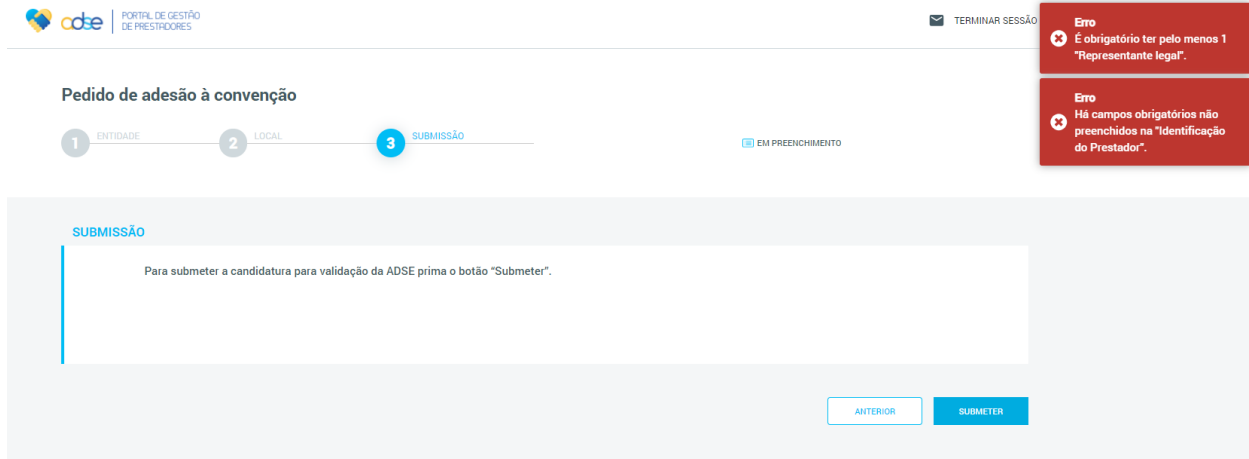 adse
PORTAL DE GESTÃO
DE PRESTADORES
TERMINAR SESSÃO
Erro
É obrigatório ter pelo menos 1
"Representante legal".
Erro
Há campos obrigatórios não
preenchidos na "Identificação
do Prestador".
Pedido de adesão à convenção
1 ENTIDADE
2 LOCAL
3 SUBMISSÃO
EM PREENCHIMENTO
SUBMISSÃO
Para submeter a candidatura para validação da ADSE prima o botão “Submeter”.
ANTERIOR
SUBMETER